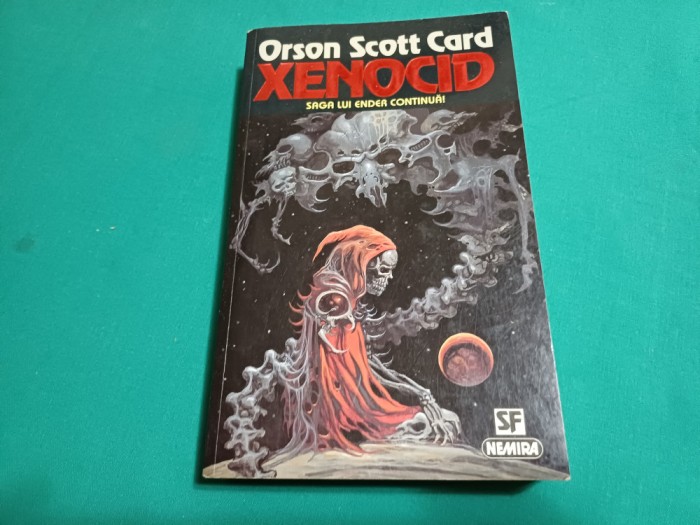 Orson Scott Card
XENOCID
SAGA LUI ENDER CONTINUĂ!
SF
NEMIRA